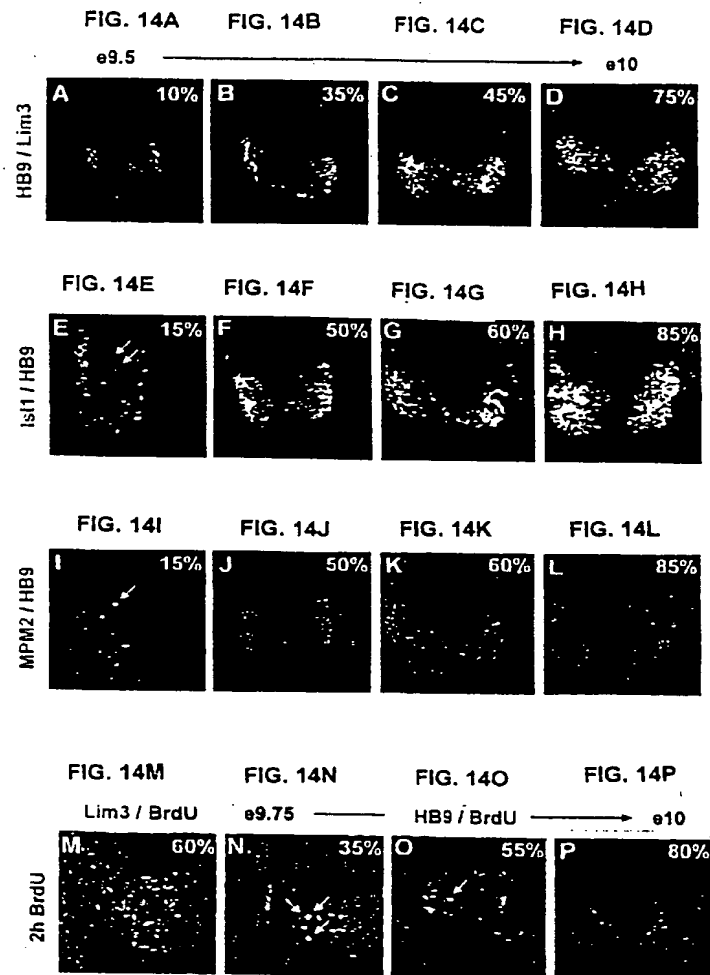 FIG. 14A FIG. 14B FIG. 14C FIG. 14D
e9.5 e10
HB9 / Lim3
A 10% B 35% C 45% D 75%
FIG. 14E FIG. 14F FIG. 14G FIG. 14H
Isl1 / HB9
E 15% F 50% G 60% H 85%
FIG. 14I FIG. 14J FIG. 14K FIG. 14L
MPM2 / HB9
I 15% J 50% K 60% L 85%
FIG. 14M FIG. 14N FIG. 14O FIG. 14P
Lim3 / BrdU e9.75 HB9 / BrdU e10
2h BrdU
M 60% N 35% O 55% P 80%